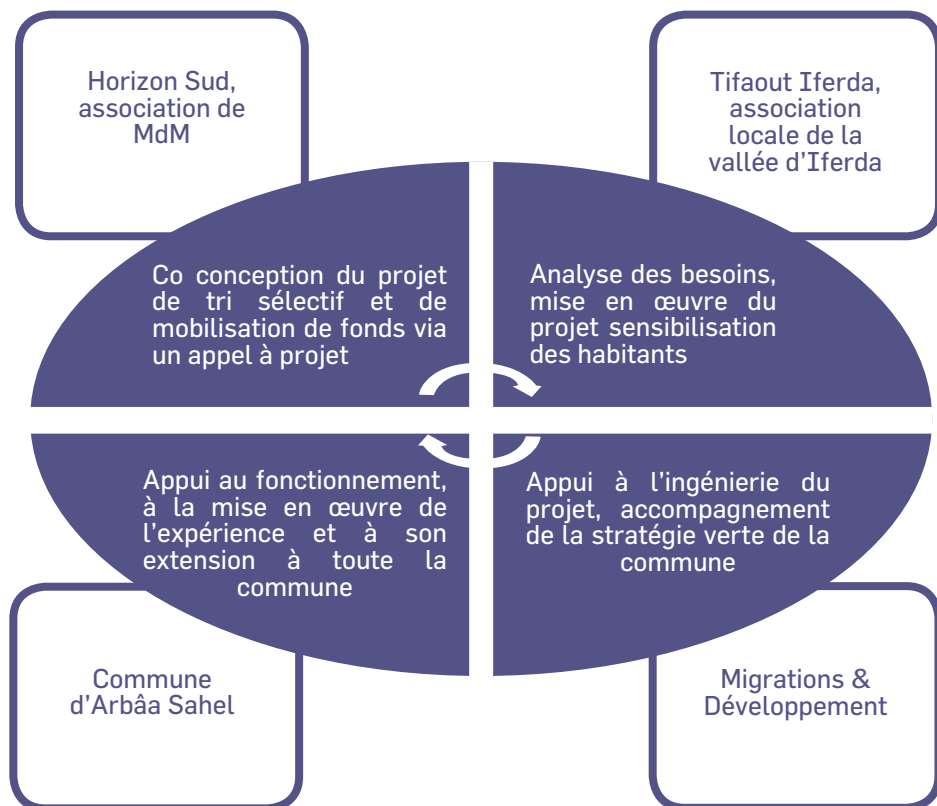 Horizon Sud,
association de
MdM
Tifaout Iferda,
association
locale de la
vallée d'Iferda
Co conception du projet
de tri sélectif et de
mobilisation de fonds via
un appel à projet
Analyse des besoins,
mise en œuvre du
projet sensibilisation
des habitants
Appui au fonctionnement,
à la mise en œuvre de
l'expérience et à son
extension à toute la
commune
Appui à l'ingénierie du
projet, accompagnement
de la stratégie verte de la
commune
Commune
d'Arbâa Sahel
Migrations &
Développement